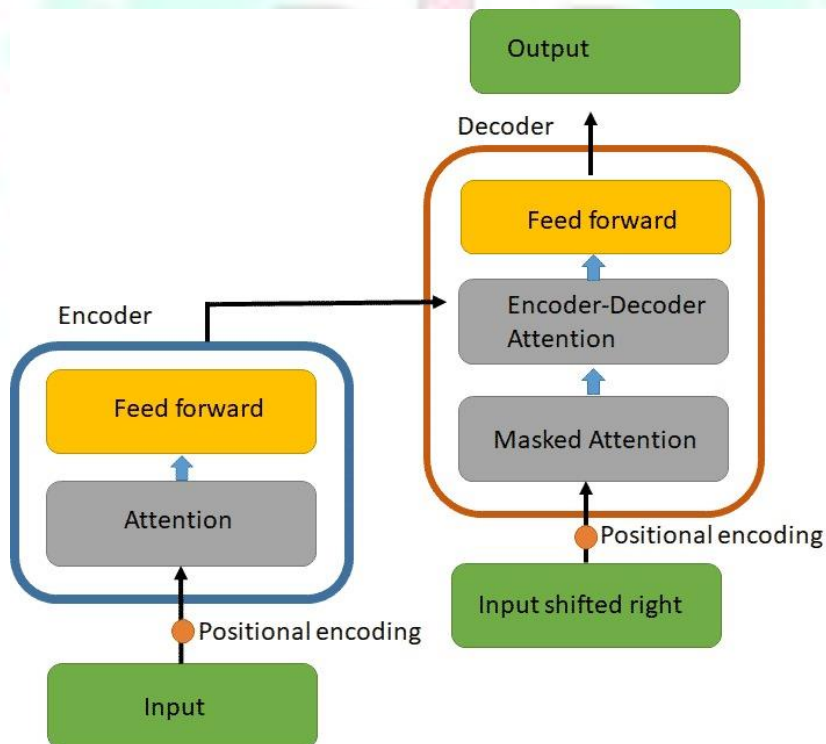 Output
Decoder
Feed forward
Encoder-Decoder
Attention
Masked Attention
Positional encoding
Input shifted right
Encoder
Feed forward
Attention
Positional encoding
Input